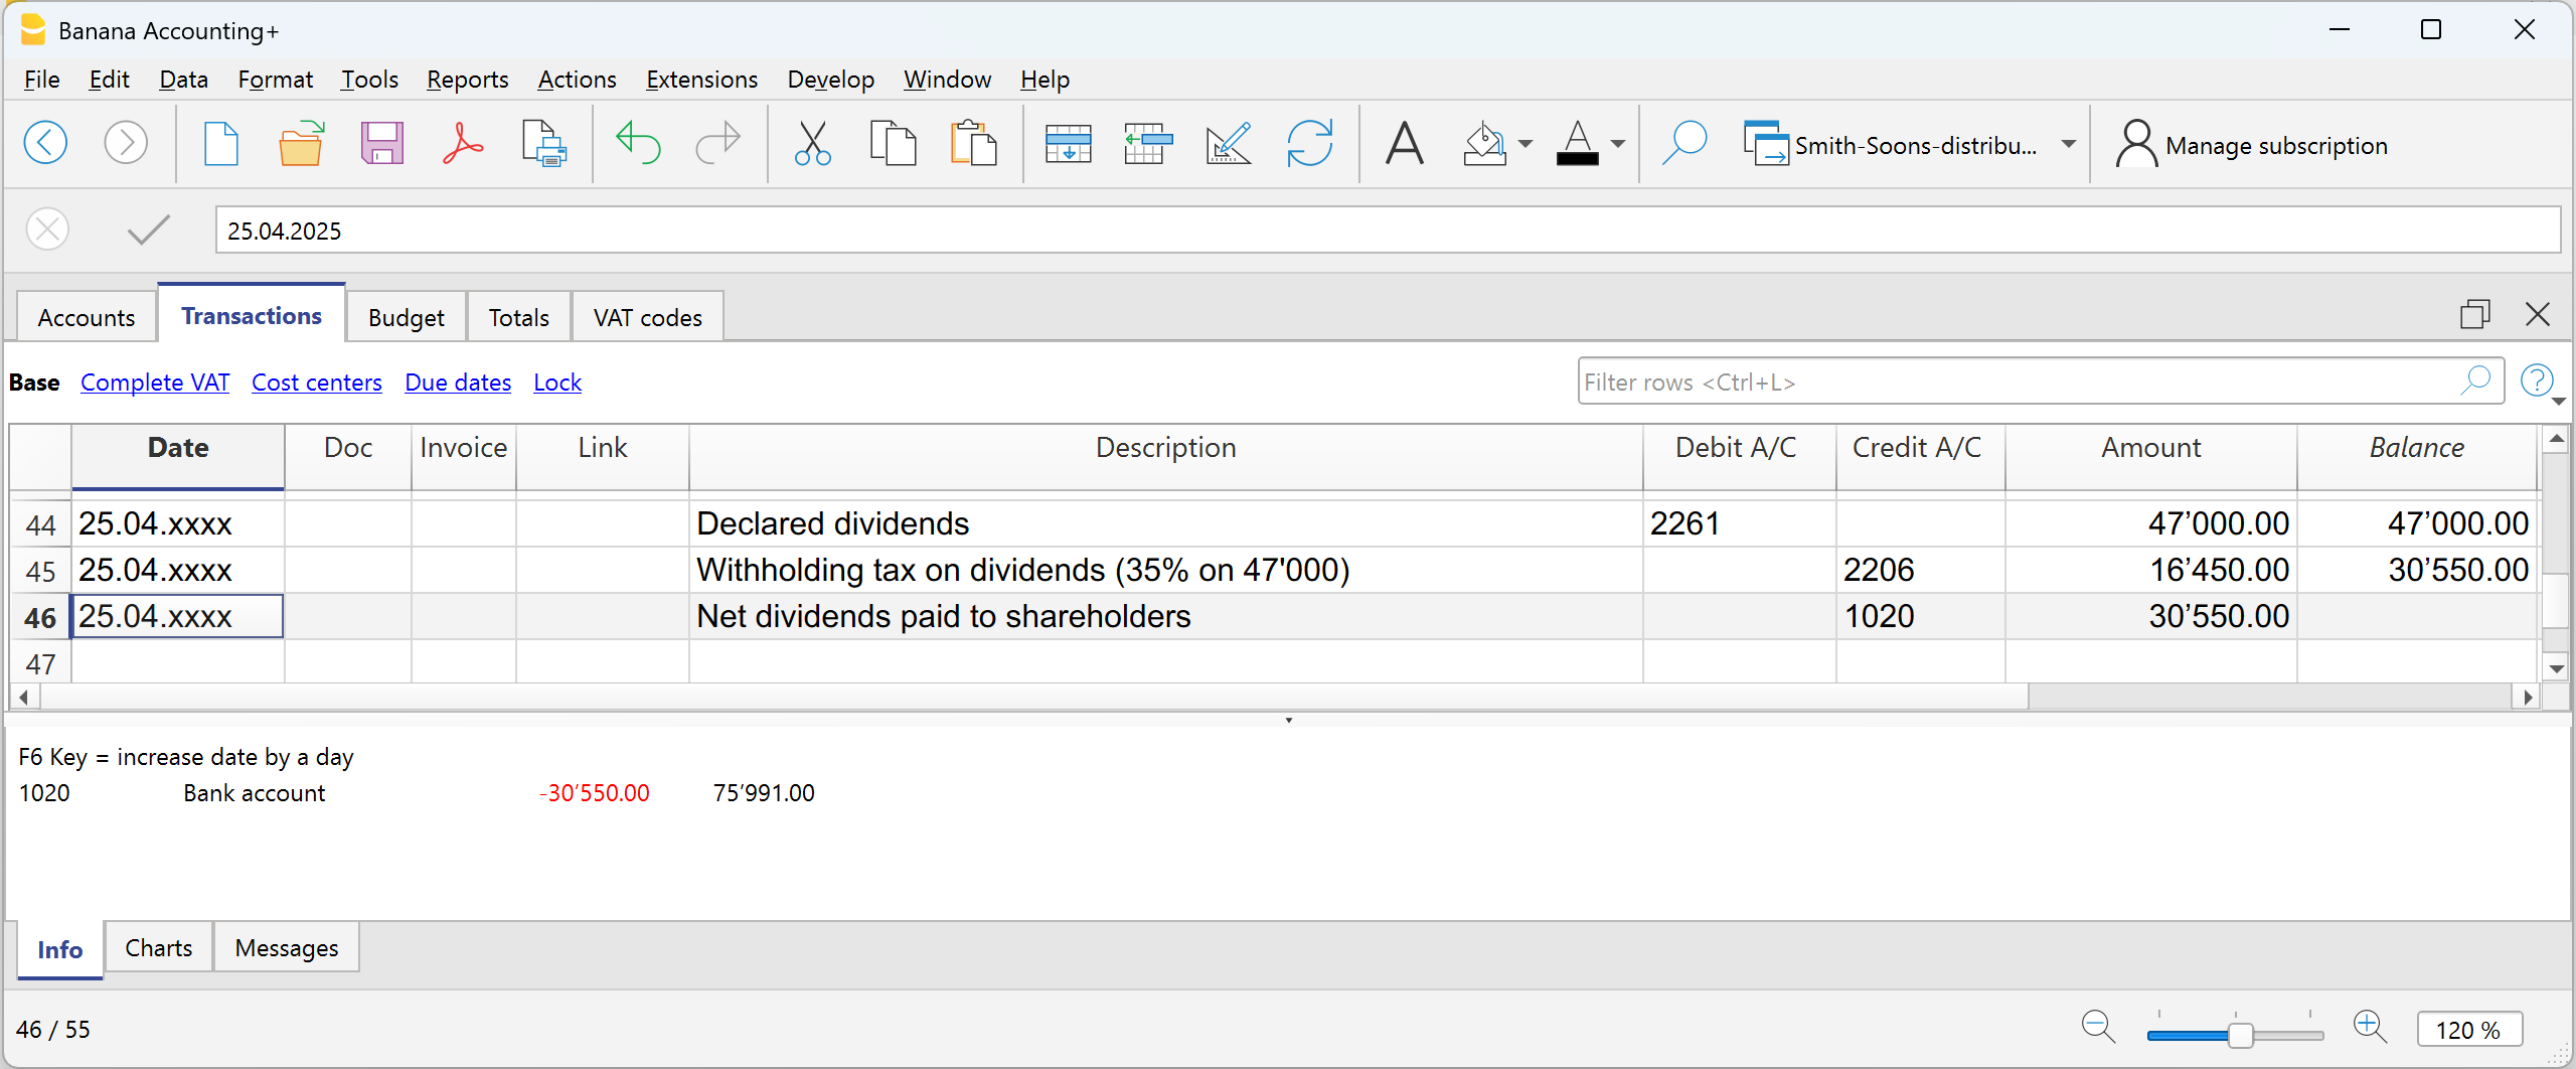 Banana Accounting+
File Edit Data Format Tools Reports Actions Extensions Develop Window Help
Smith-Soons-distribu... Manage subscription
25.04.2025
Accounts Transactions Budget Totals VAT codes
Base Complete VAT Cost centers Due dates Lock Filter rows <Ctrl+L>
Date Doc Invoice Link Description Debit A/C Credit A/C Amount Balance
44 25.04.xxxx Declared dividends 2261 47’000.00 47’000.00
45 25.04.xxxx Withholding tax on dividends (35% on 47'000) 2206 16’450.00 30’550.00
46 25.04.xxxx Net dividends paid to shareholders 1020 30’550.00
47
F6 Key = increase date by a day
1020 Bank account -30’550.00 75’991.00
Info Charts Messages
46 / 55 120 %